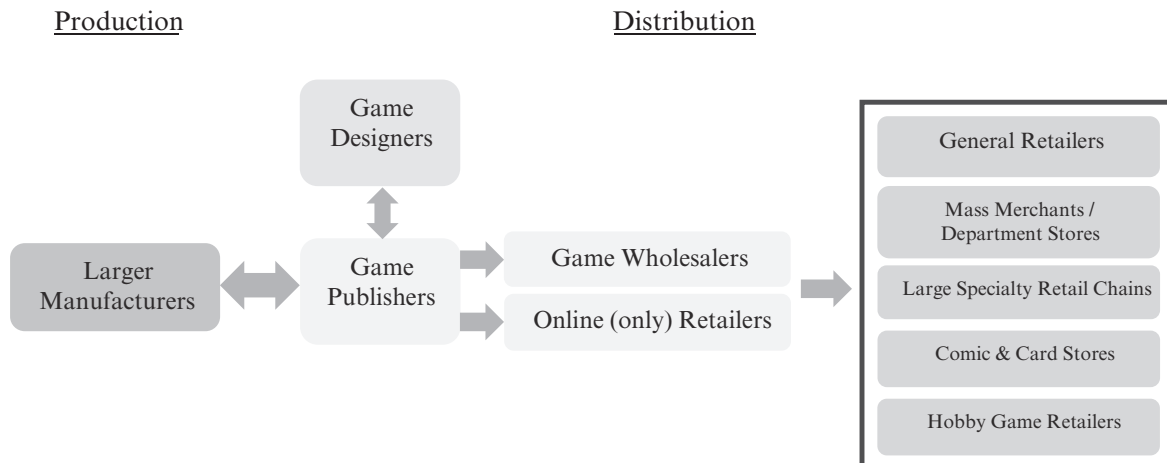 Production
Distribution
Game
Designers
Larger
Manufacturers
Game
Publishers
Game Wholesalers
Online (only) Retailers
General Retailers
Mass Merchants /
Department Stores
Large Specialty Retail Chains
Comic & Card Stores
Hobby Game Retailers